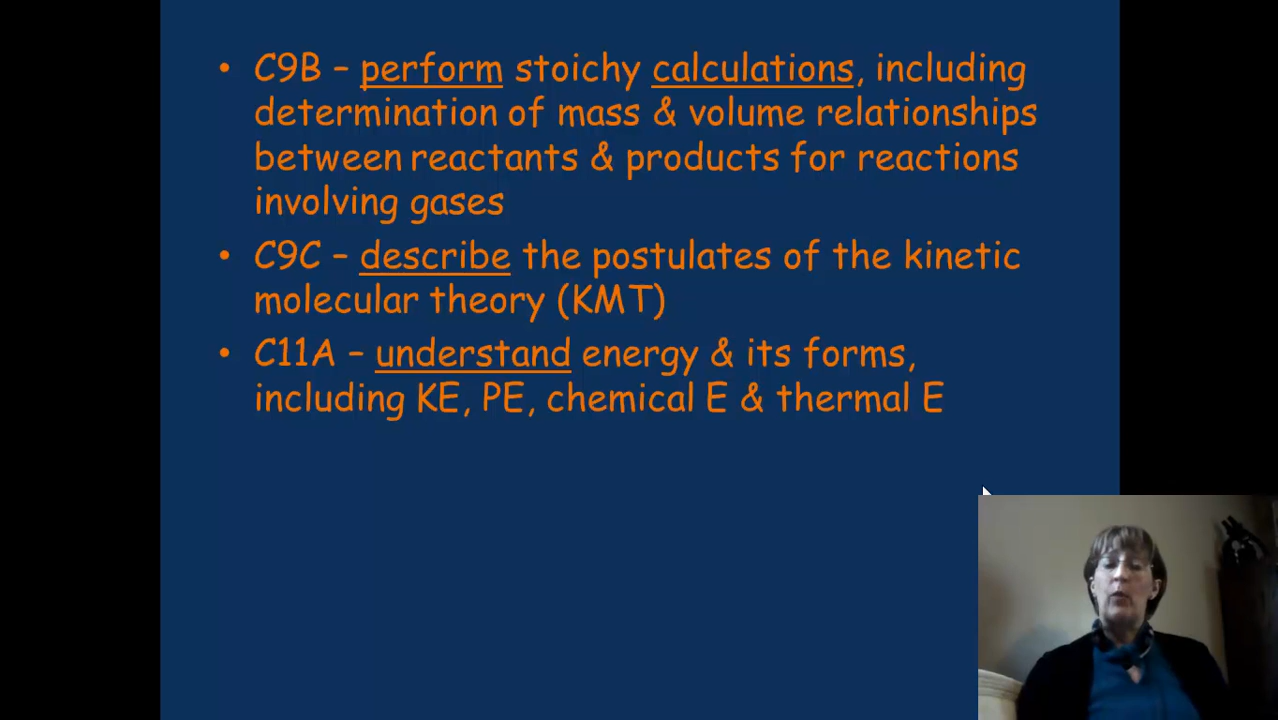 • C9B – perform stoichy calculations, including
determination of mass & volume relationships
between reactants & products for reactions
involving gases
• C9C – describe the postulates of the kinetic
molecular theory (KMT)
• C11A – understand energy & its forms,
including KE, PE, chemical E & thermal E